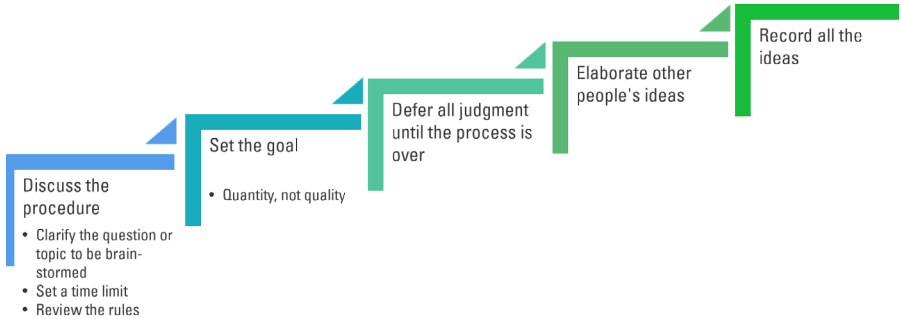 Discuss the
procedure
• Clarify the question or
topic to be brain-
stormed
• Set a time limit
• Review the rules
Set the goal
• Quantity, not quality
Defer all judgment
until the process is
over
Elaborate other
people's ideas
Record all the
ideas